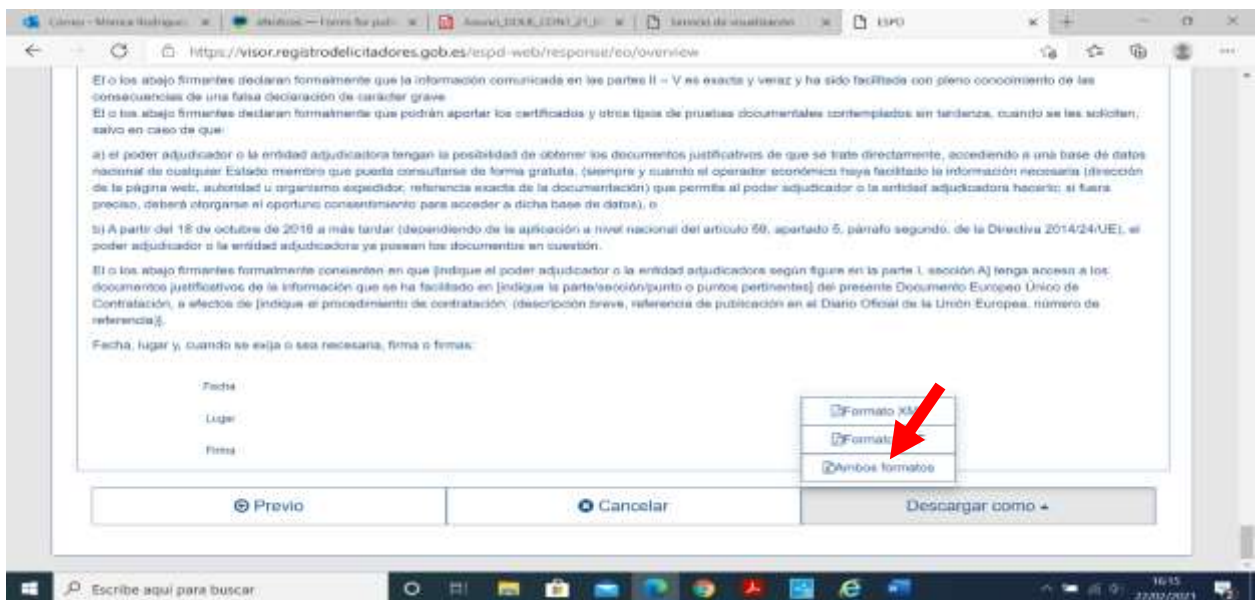 Correo - Mónica Rodríguez
ESPD
https://visor.registrodelicitadores.gob.es/espd-web/response/eo/overview
El o los abajo firmantes declaran formalmente que la información comunicada en las partes II – V es exacta y veraz y ha sido facilitada con pleno conocimiento de las
consecuencias de una falsa declaración de carácter grave.
El o los abajo firmantes declaran formalmente que podrán aportar los certificados y otros tipos de pruebas documentales contemplados sin tardanza, cuando se les soliciten,
salvo en caso de que:
a) el poder adjudicador o la entidad adjudicadora tengan la posibilidad de obtener los documentos justificativos de que se trate directamente, accediendo a una base de datos
nacional de cualquier Estado miembro que pueda consultarse de forma gratuita, (siempre y cuando el operador económico haya facilitado la información necesaria (dirección
de la página web, autoridad u organismo expedidor, referencia exacta de la documentación) que permita al poder adjudicador o la entidad adjudicadora hacerlo; si fuera
preciso, deberá otorgarse el oportuno consentimiento para acceder a dicha base de datos), o
b) A partir del 18 de octubre de 2018 a más tardar (dependiendo de la aplicación a nivel nacional del artículo 59, apartado 5, párrafo segundo, de la Directiva 2014/24/UE), el
poder adjudicador o la entidad adjudicadora ya posean los documentos en cuestión.
El o los abajo firmantes formalmente consienten en que [indique el poder adjudicador o la entidad adjudicadora según figure en la parte I, sección A] tenga acceso a los
documentos justificativos de la información que se ha facilitado en [indique la parte/sección/punto o puntos pertinentes] del presente Documento Europeo Único de
Contratación, a efectos de [indique el procedimiento de contratación: (descripción breve, referencia de publicación en el Diario Oficial de la Unión Europea, número de
referencia)].
Fecha, lugar y, cuando se exija o sea necesaria, firma o firmas:
Fecha
Lugar
Firma
Formato
Formato
Ambos formatos
Previo
Cancelar
Descargar como
Escribe aquí para buscar
16:15
22/02/2021